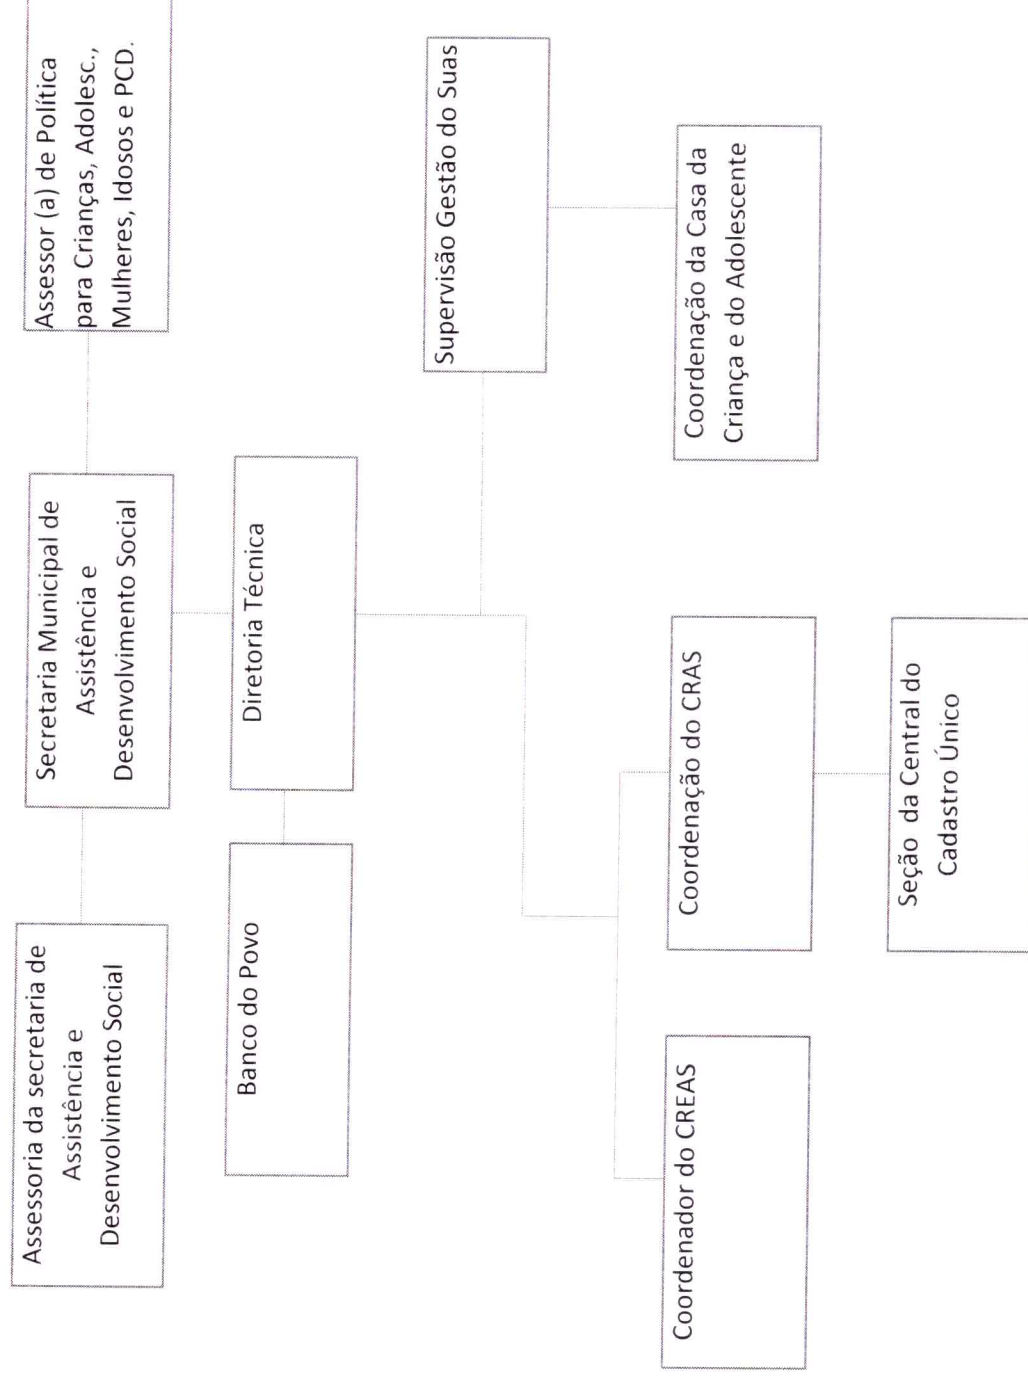 Assessoria da secretaria de
Assistência e
Desenvolvimento Social
Secretaria Municipal de
Assistência e
Desenvolvimento Social
Assessor (a) de Política
para Crianças, Adolesc.,
Mulheres, Idosos e PCD.
Banco do Povo
Diretoria Técnica
Supervisão Gestão do Suas
Coordenador do CREAS
Coordenação do CRAS
Coordenação da Casa da
Criança e do Adolescente
Seção da Central do
Cadastro Único